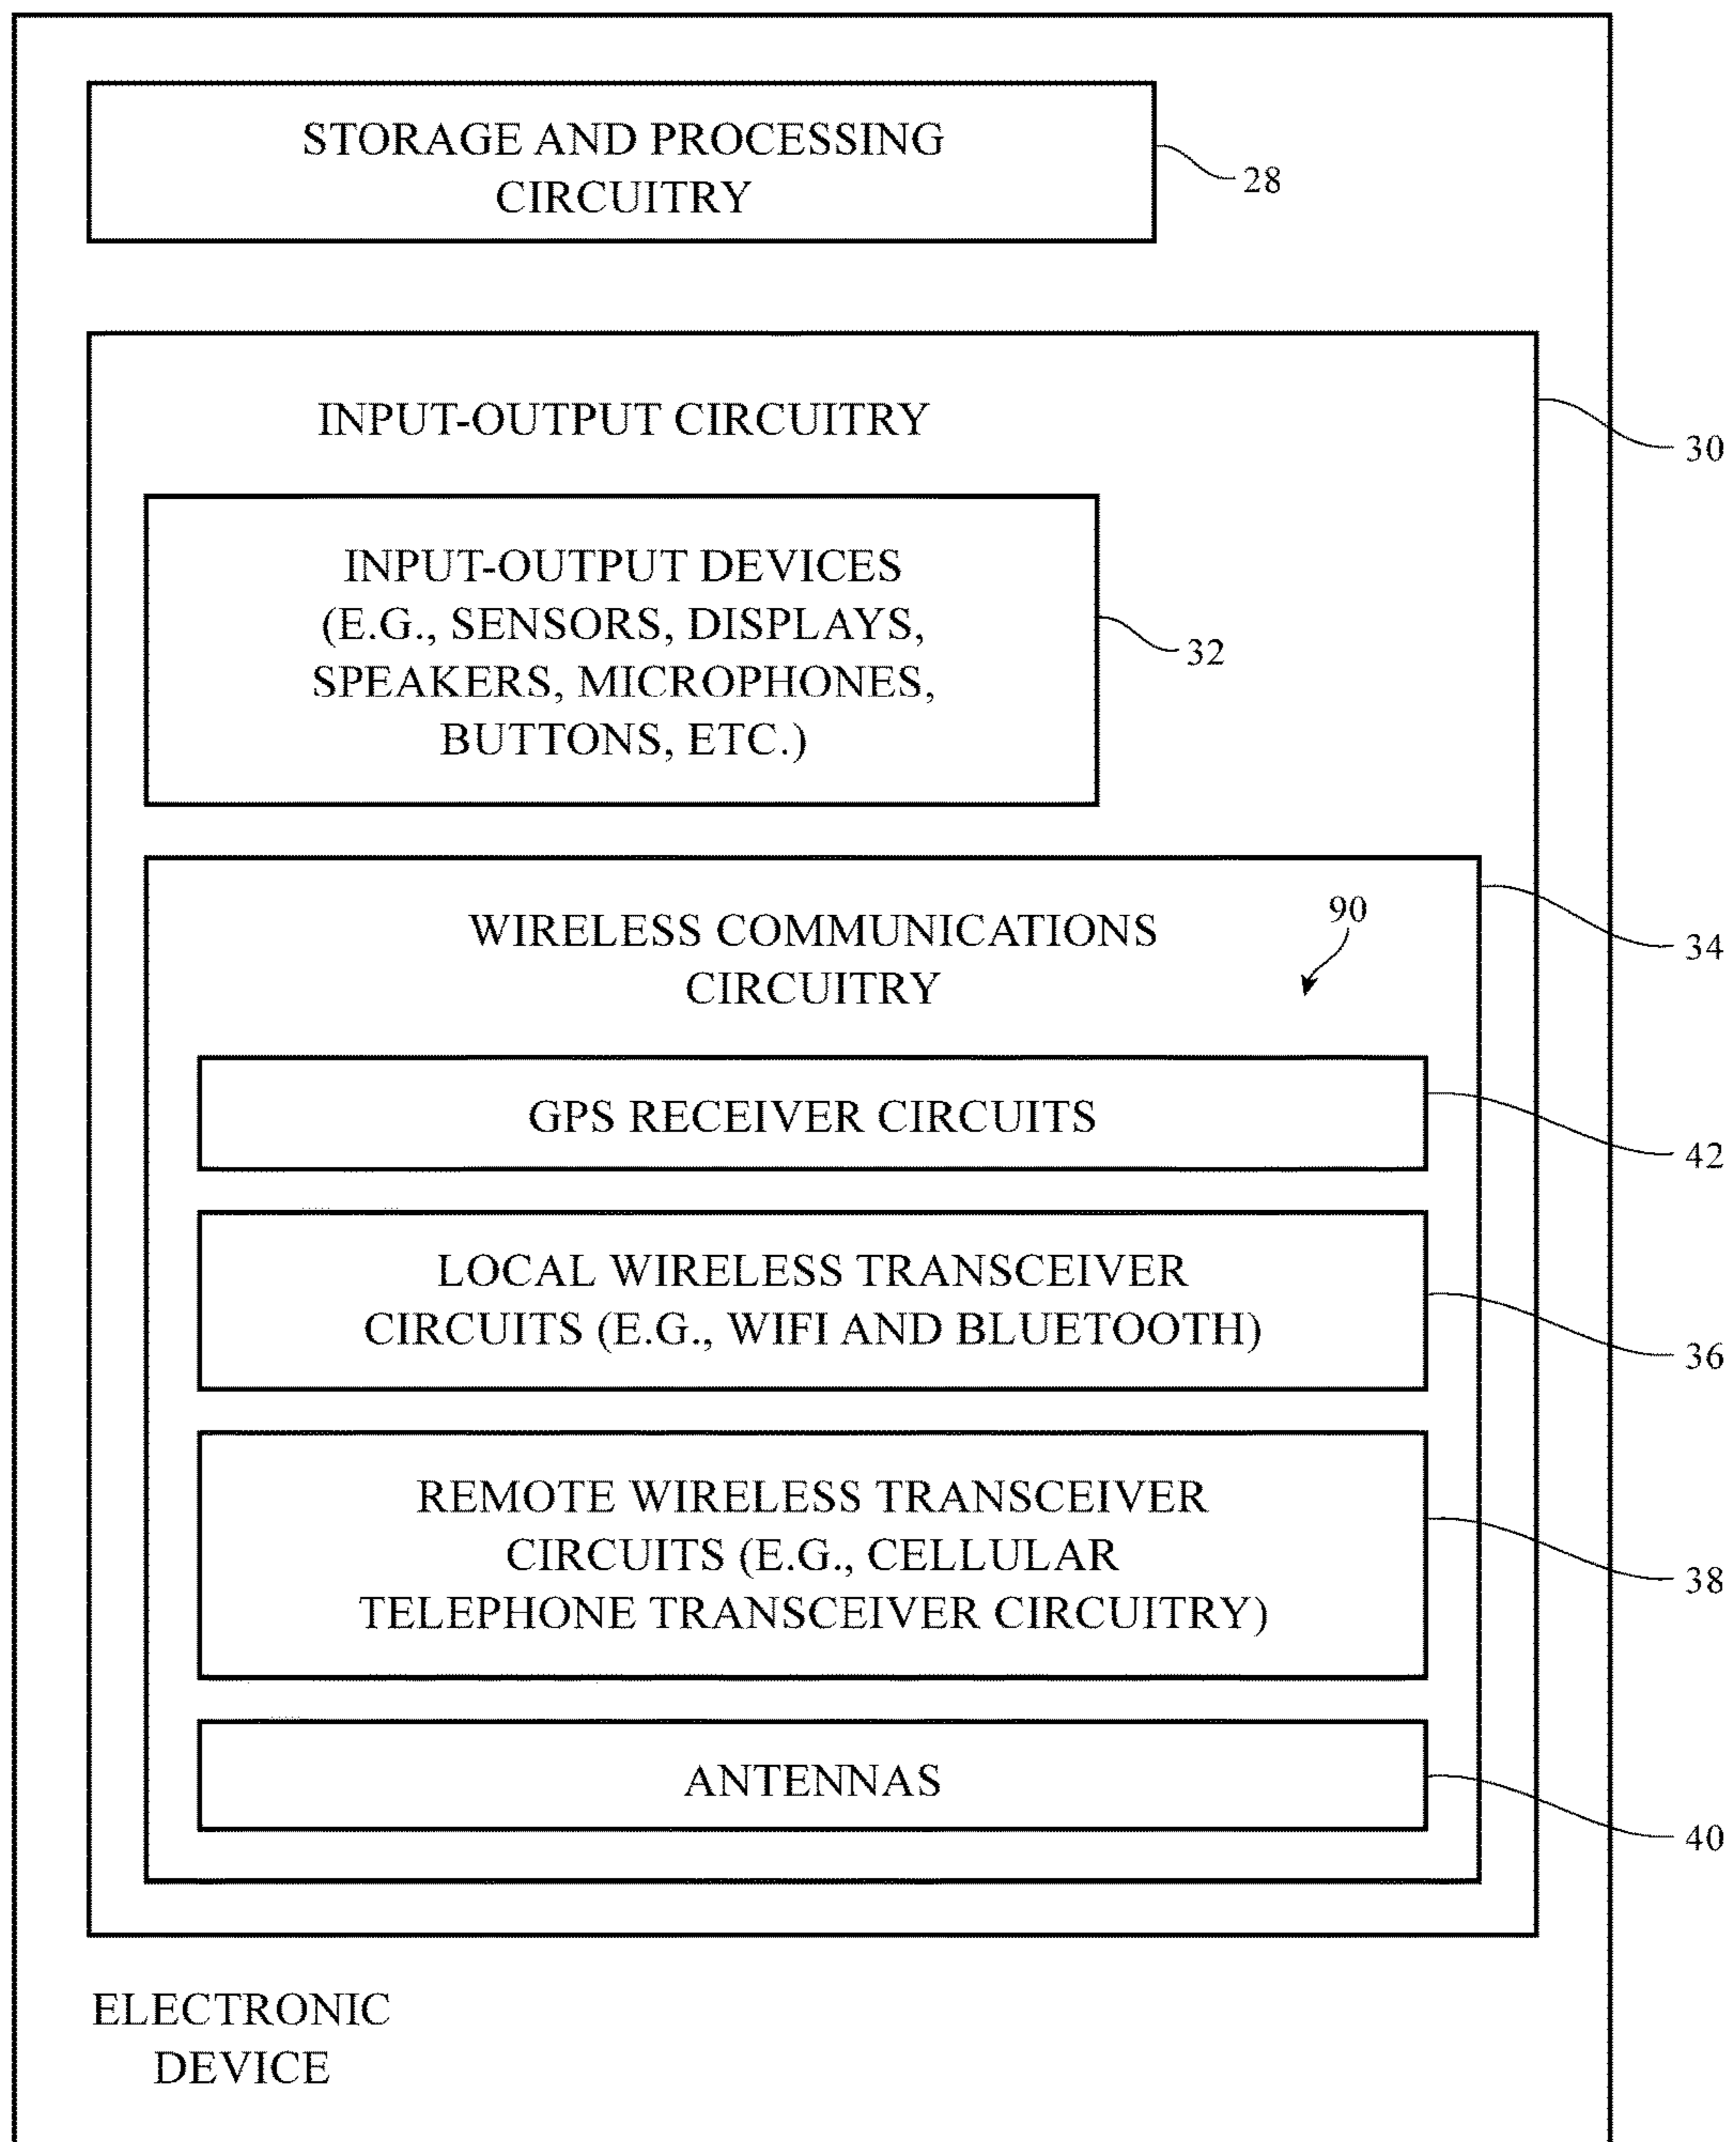 STORAGE AND PROCESSING
CIRCUITRY
28
INPUT-OUTPUT CIRCUITRY
30
INPUT-OUTPUT DEVICES
(E.G., SENSORS, DISPLAYS,
SPEAKERS, MICROPHONES,
BUTTONS, ETC.)
32
WIRELESS COMMUNICATIONS
CIRCUITRY
90
34
GPS RECEIVER CIRCUITS
42
LOCAL WIRELESS TRANSCEIVER
CIRCUITS (E.G., WIFI AND BLUETOOTH)
36
REMOTE WIRELESS TRANSCEIVER
CIRCUITS (E.G., CELLULAR
TELEPHONE TRANSCEIVER CIRCUITRY)
38
ANTENNAS
40
ELECTRONIC
DEVICE